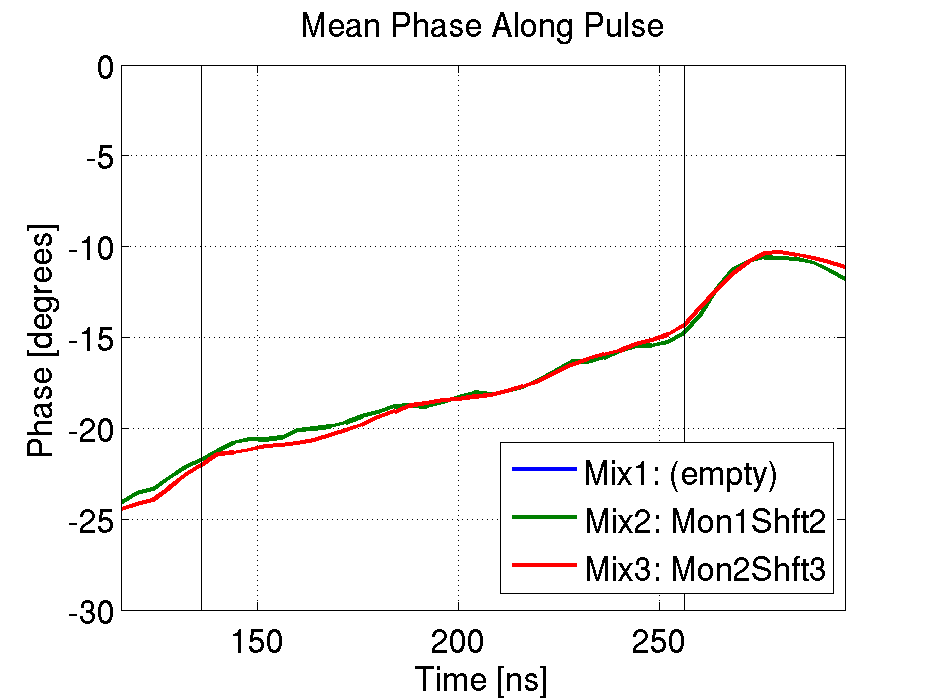 Mean Phase Along Pulse
0
-5
-10
-15
-20
-25
-30
Phase [degrees]
Mix1: (empty)
Mix2: Mon1Shft2
Mix3: Mon2Shft3
150
200
250
Time [ns]